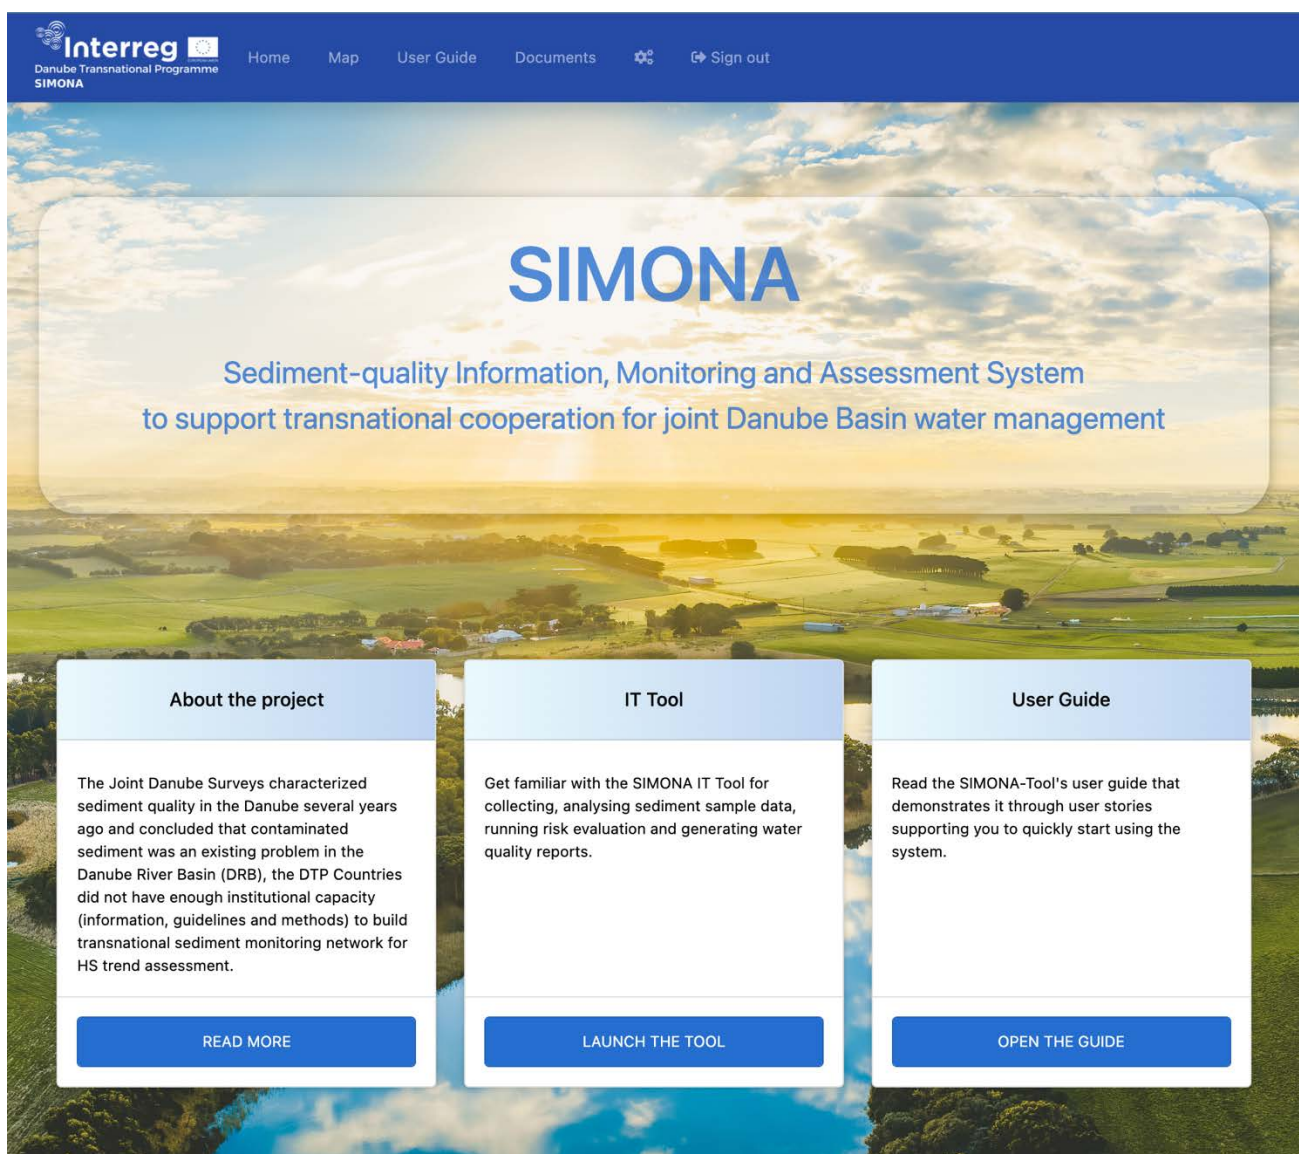 Interreg
Danube Transnational Programme
SIMONA
Home
Map
User Guide
Documents
Sign out
SIMONA
Sediment-quality Information, Monitoring and Assessment System
to support transnational cooperation for joint Danube Basin water management
About the project
The Joint Danube Surveys characterized
sediment quality in the Danube several years
ago and concluded that contaminated
sediment was an existing problem in the
Danube River Basin (DRB), the DTP Countries
did not have enough institutional capacity
(information, guidelines and methods) to build
transnational sediment monitoring network for
HS trend assessment.
READ MORE
IT Tool
Get familiar with the SIMONA IT Tool for
collecting, analysing sediment sample data,
running risk evaluation and generating water
quality reports.
LAUNCH THE TOOL
User Guide
Read the SIMONA-Tool's user guide that
demonstrates it through user stories
supporting you to quickly start using the
system.
OPEN THE GUIDE